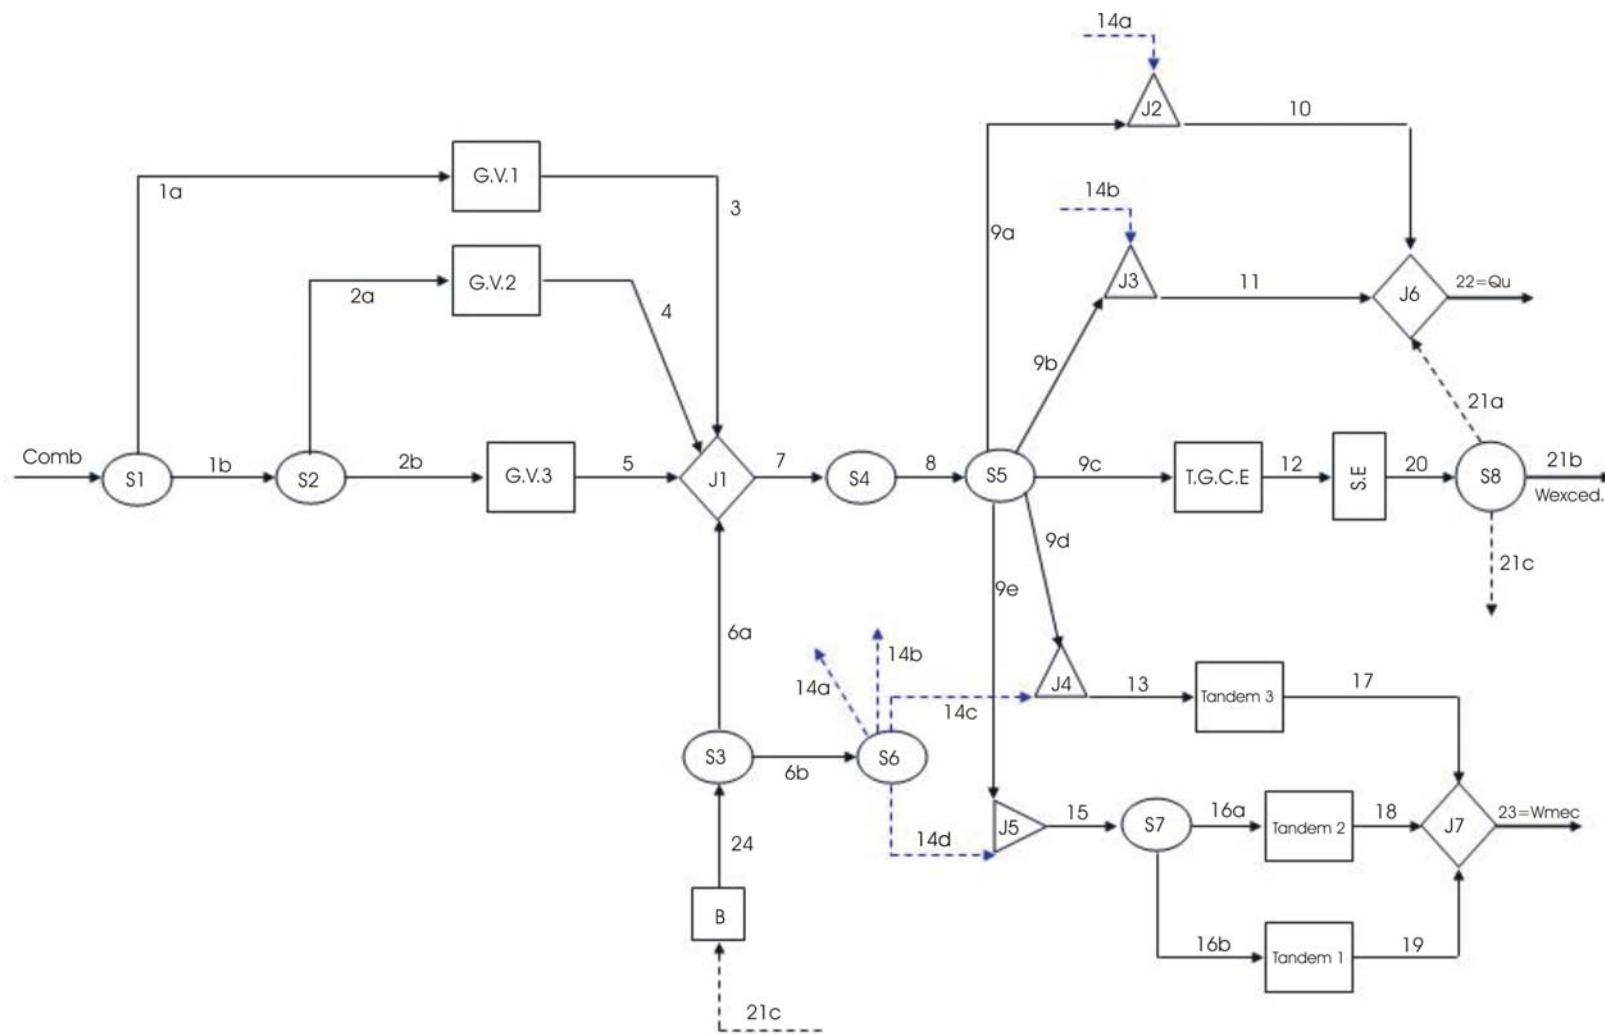 14a
J2
10
G.V.1
1a
14b
3
9a
G.V.2
J3
11
J6
22=Qu
2a
4
9b
21a
Comb
S1
1b
S2
2b
G.V.3
5
J1
7
S4
8
S5
9c
T.G.C.E
12
S.E
20
S8
21b
Wexced.
9d
21c
9e
6a
14b
14a
14c
J4
13
Tandem 3
17
S3
6b
S6
14d
J5
15
S7
16a
Tandem 2
18
J7
23=Wmec
24
B
16b
Tandem 1
19
21c